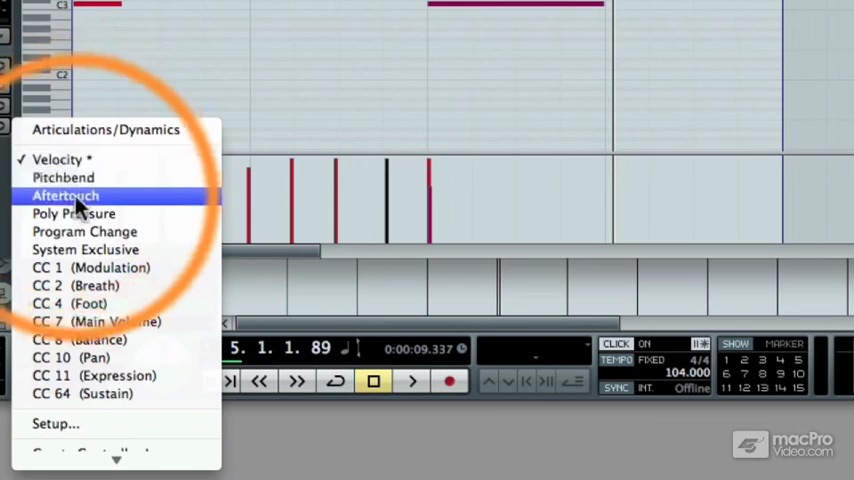 C3
C2
Articulations/Dynamics
✓ Velocity *
Pitchbend
Aftertouch
Poly Pressure
Program Change
System Exclusive
CC 1 (Modulation)
CC 2 (Breath)
CC 4 (Foot)
CC 7 (Main Volume)
CC 8 (Balance)
CC 10 (Pan)
CC 11 (Expression)
CC 64 (Sustain)
Setup...
5. 1. 1. 89
0:00:09.337
CLICK ON
TEMPO FIXED 4/4
104.000
SYNC INT. Offline
SHOW MARKER
1 2 3 4 5
6 7 8 9 10
11 12 13 14 15
macPro
Video.com